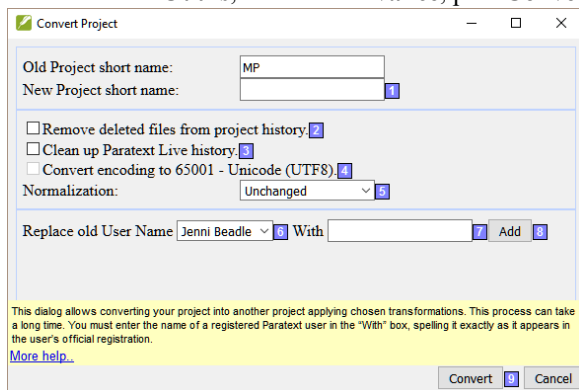 Convert Project
Old Project short name: MP
New Project short name: 1
Remove deleted files from project history. 2
Clean up Paratext Live history. 3
Convert encoding to 65001 - Unicode (UTF8). 4
Normalization: Unchanged 5
Replace old User Name Jenni Beadle 6 With 7 Add 8
This dialog allows converting your project into another project applying chosen transformations. This process can take
a long time. You must enter the name of a registered Paratext user in the "With" box, spelling it exactly as it appears in
the user's official registration.
More help..
Convert 9 Cancel